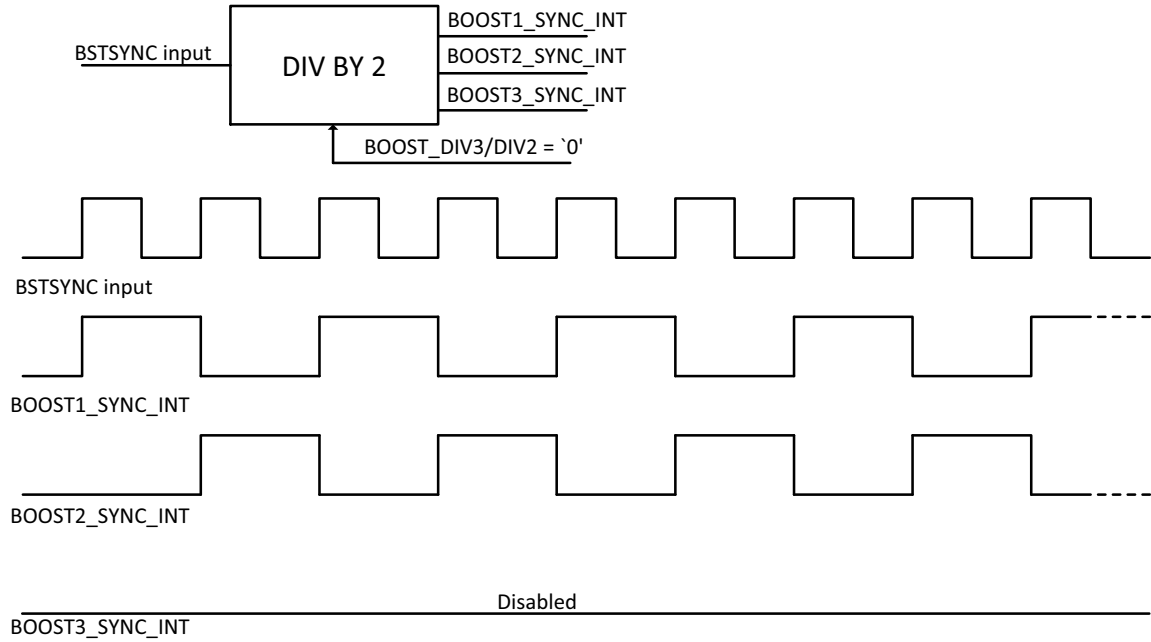 BOOST1_SYNC_INT
BSTSYNC input
DIV BY 2
BOOST2_SYNC_INT
BOOST3_SYNC_INT
BOOST_DIV3/DIV2 = `0'
BSTSYNC input
BOOST1_SYNC_INT
BOOST2_SYNC_INT
Disabled
BOOST3_SYNC_INT